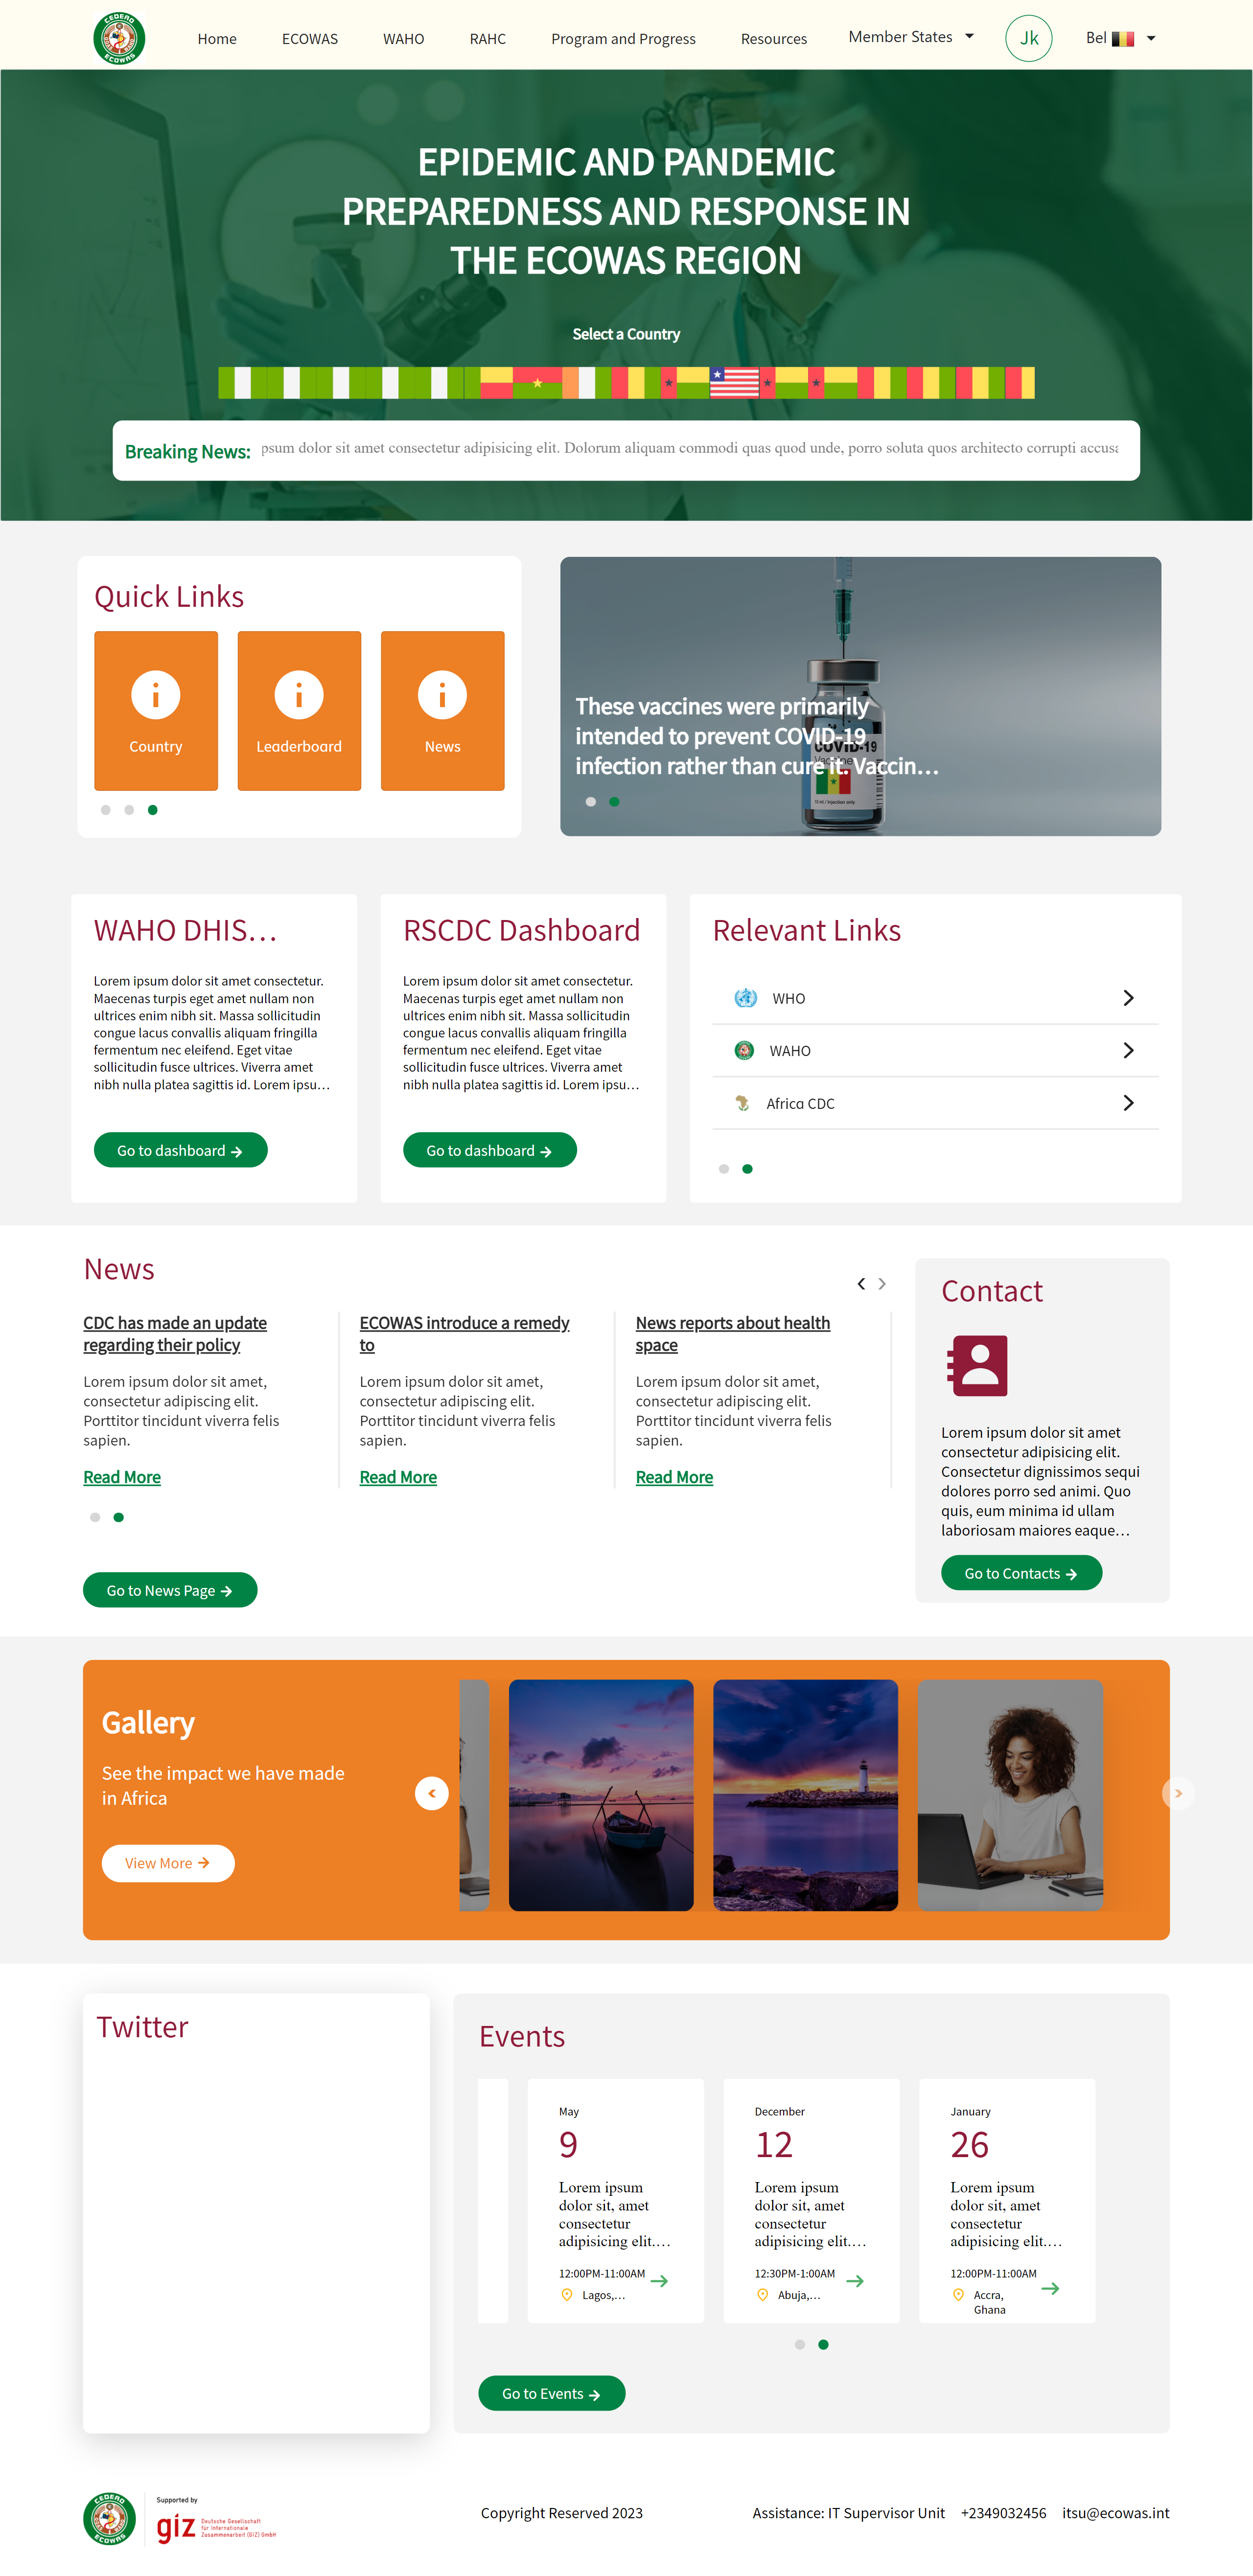 CEDEAO
ECOWAS
Home
ECOWAS
WAHO
RAHC
Program and Progress
Resources
Member States
Jk
Bel
EPIDEMIC AND PANDEMIC
PREPAREDNESS AND RESPONSE IN
THE ECOWAS REGION
Select a Country
Breaking News:
psum dolor sit amet consectetur adipisicing elit. Dolorum aliquam commodi quas quod unde, porro soluta quos architecto corrupti accusa
Quick Links
Country
Leaderboard
News
These vaccines were primarily
intended to prevent COVID-19
infection rather than cure it. Vaccin...
COVID-19
Vaccine
10 ml / Injection only
WAHO DHIS...
Lorem ipsum dolor sit amet consectetur.
Maecenas turpis eget amet nullam non
ultrices enim nibh sit. Massa sollicitudin
congue lacus convallis aliquam fringilla
fermentum nec eleifend. Eget vitae
sollicitudin fusce ultrices. Viverra amet
nibh nulla platea sagittis id. Lorem ipsu...
Go to dashboard
RSCDC Dashboard
Lorem ipsum dolor sit amet consectetur.
Maecenas turpis eget amet nullam non
ultrices enim nibh sit. Massa sollicitudin
congue lacus convallis aliquam fringilla
fermentum nec eleifend. Eget vitae
sollicitudin fusce ultrices. Viverra amet
nibh nulla platea sagittis id. Lorem ipsu...
Go to dashboard
Relevant Links
WHO
WAHO
Africa CDC
News
CDC has made an update
regarding their policy
Lorem ipsum dolor sit amet,
consectetur adipiscing elit.
Porttitor tincidunt viverra felis
sapien.
Read More
ECOWAS introduce a remedy
to
Lorem ipsum dolor sit amet,
consectetur adipiscing elit.
Porttitor tincidunt viverra felis
sapien.
Read More
News reports about health
space
Lorem ipsum dolor sit amet,
consectetur adipiscing elit.
Porttitor tincidunt viverra felis
sapien.
Read More
Go to News Page
Contact
Lorem ipsum dolor sit amet
consectetur adipisicing elit.
Consectetur dignissimos sequi
dolores porro sed animi. Quo
quis, eum minima id ullam
laboriosam maiores eaque...
Go to Contacts
Gallery
See the impact we have made
in Africa
View More
Twitter
Events
May
9
Lorem ipsum
dolor sit, amet
consectetur
adipisicing elit....
12:00PM-11:00AM
Lagos,...
December
12
Lorem ipsum
dolor sit, amet
consectetur
adipisicing elit....
12:30PM-1:00AM
Abuja,...
January
26
Lorem ipsum
dolor sit, amet
consectetur
adipisicing elit....
12:00PM-11:00AM
Accra,
Ghana
Go to Events
CEDEAO
ECOWAS
Supported by
giz
Deutsche Gesellschaft
für Internationale
Zusammenarbeit (GIZ) GmbH
Copyright Reserved 2023
Assistance: IT Supervisor Unit
+2349032456
itsu@ecowas.int